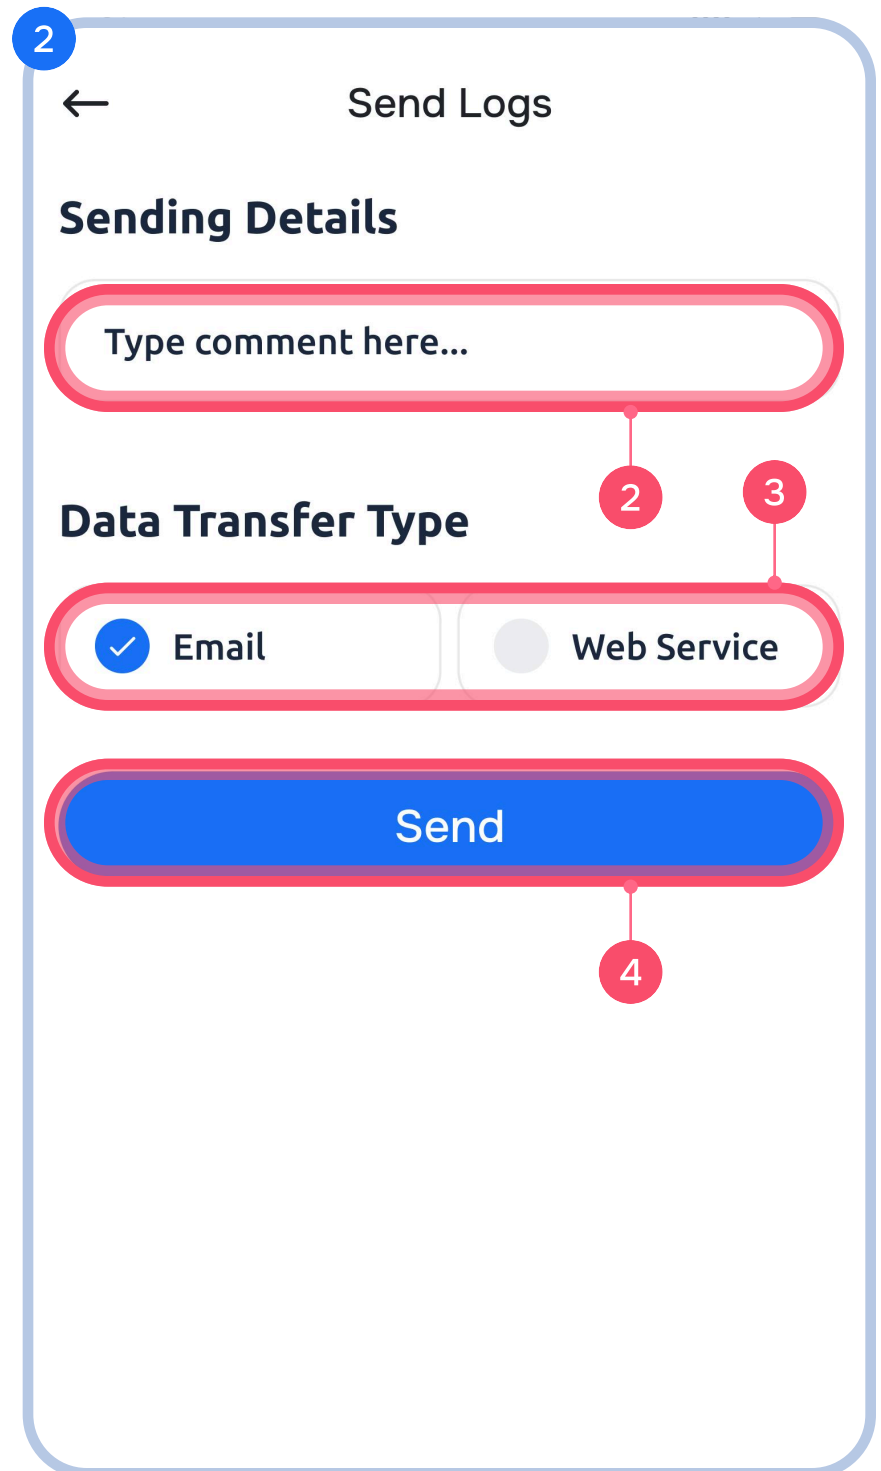 2
Send Logs
Sending Details
Type comment here...
2
3
Data Transfer Type
Email
Web Service
Send
4